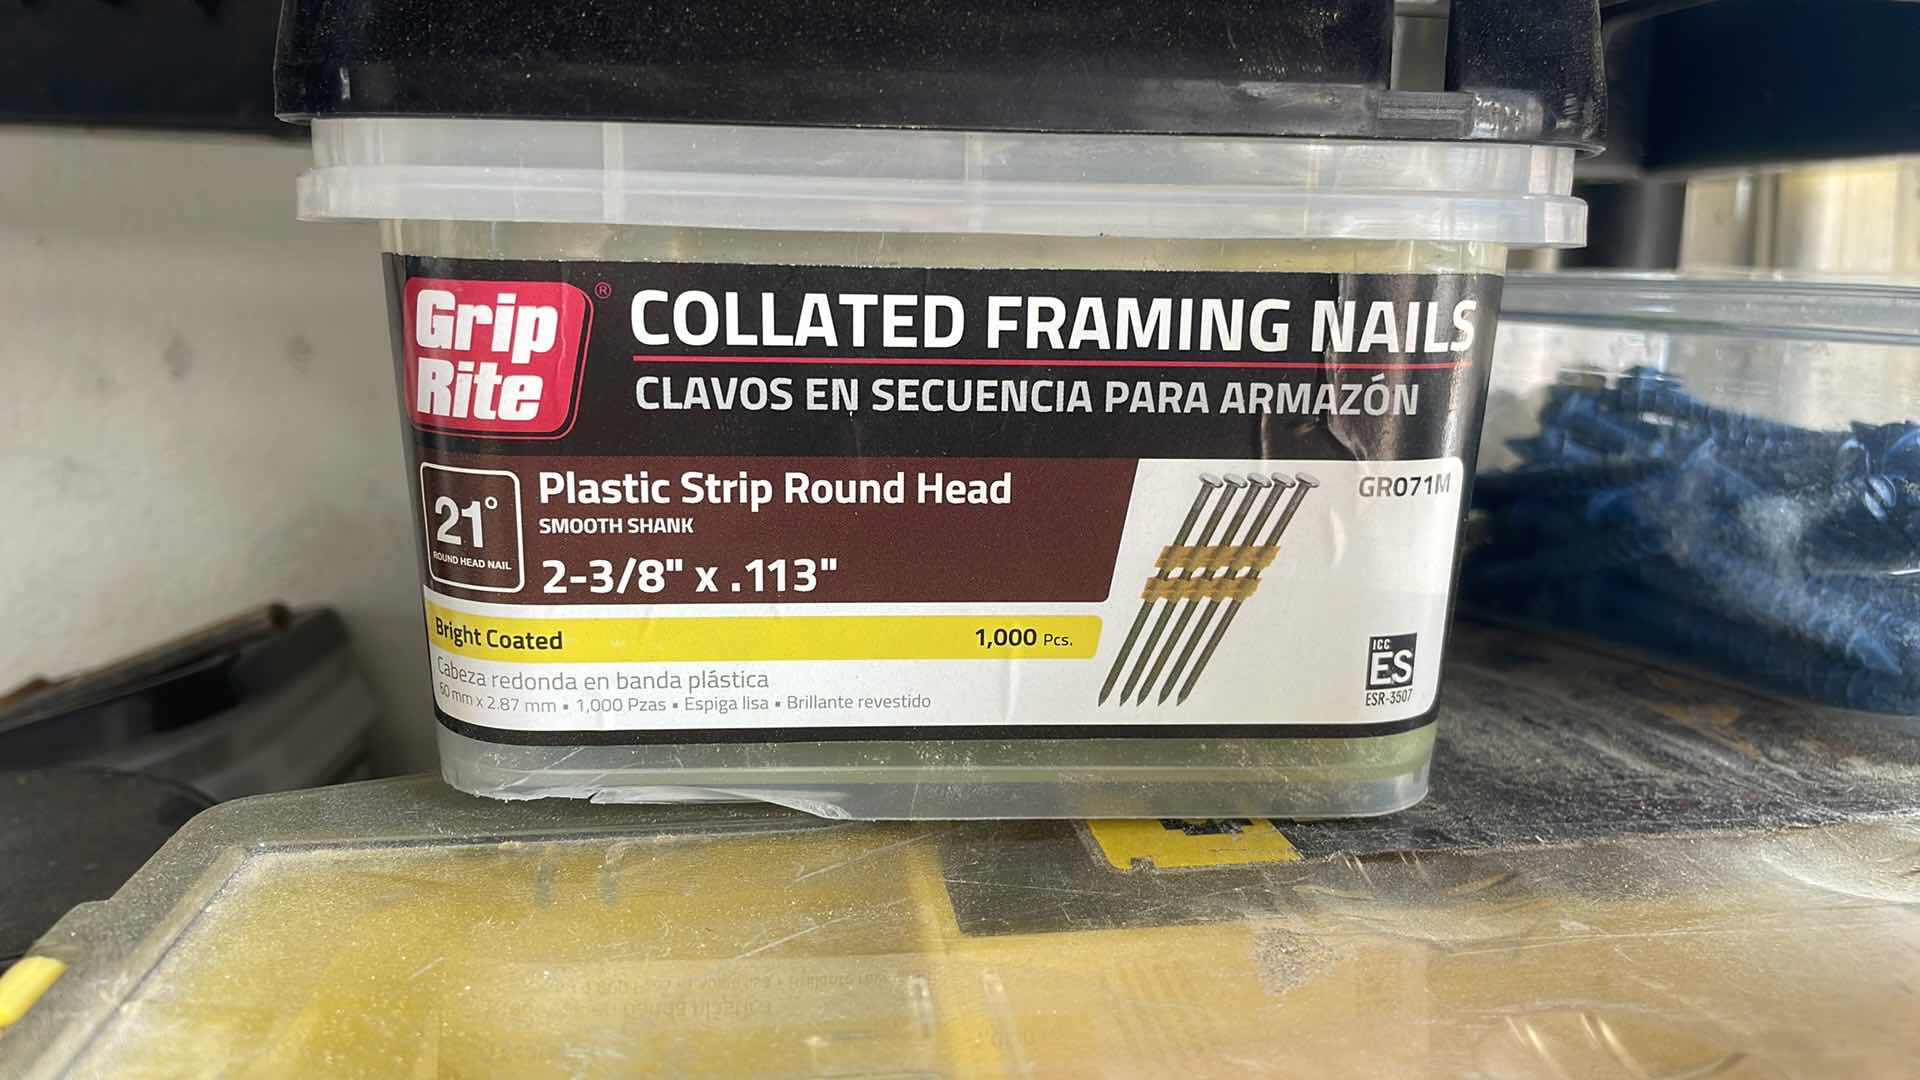 Grip
Rite®
COLLATED FRAMING NAILS
CLAVOS EN SECUENCIA PARA ARMAZÓN
21°
ROUND HEAD NAIL
Plastic Strip Round Head
SMOOTH SHANK
2-3/8" x .113"
GR071M
Bright Coated
1,000 Pcs.
Cabeza redonda en banda plástica
60 mm x 2.87 mm ▪ 1,000 Pzas ▪ Espiga lisa ▪ Brillante revestido
ICC
ES
ESR-3507